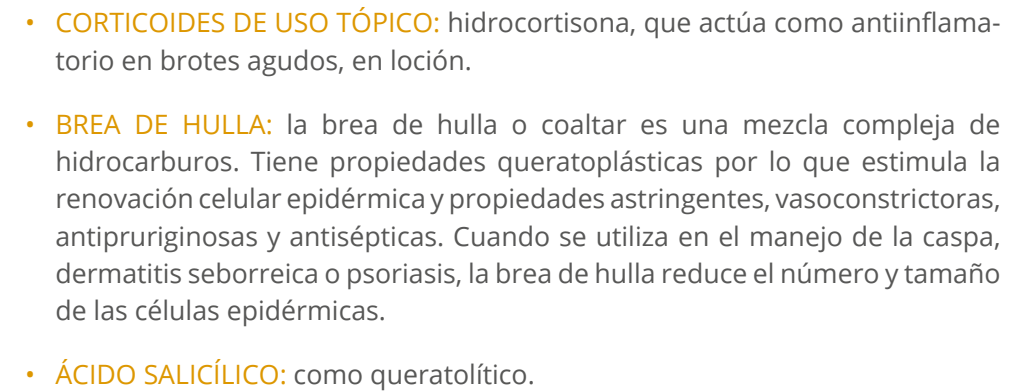 • CORTICOIDES DE USO TÓPICO: hidrocortisona, que actúa como antiinflama-
torio en brotes agudos, en loción.
• BREA DE HULLA: la brea de hulla o coaltar es una mezcla compleja de
hidrocarburos. Tiene propiedades queratoplásticas por lo que estimula la
renovación celular epidérmica y propiedades astringentes, vasoconstrictoras,
antipruriginosas y antisépticas. Cuando se utiliza en el manejo de la caspa,
dermatitis seborreica o psoriasis, la brea de hulla reduce el número y tamaño
de las células epidérmicas.
• ÁCIDO SALICÍLICO: como queratolítico.